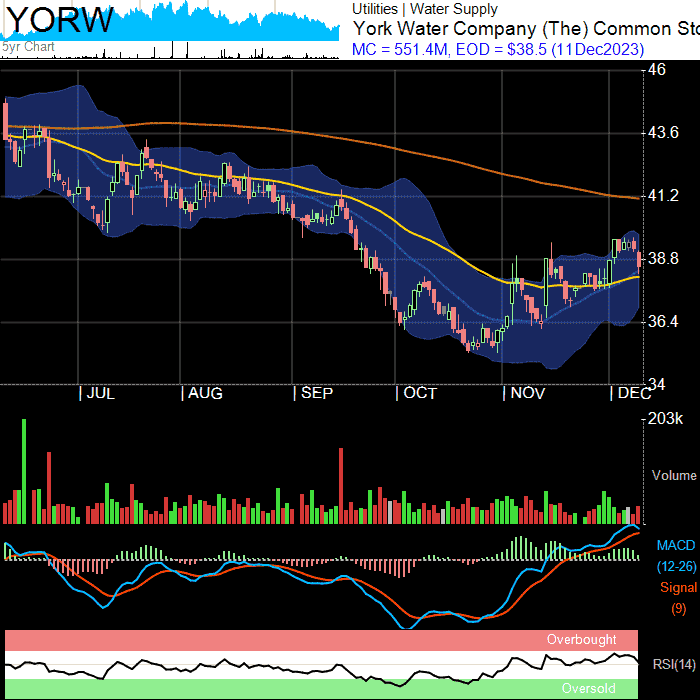 YORW
5yr Chart
Utilities | Water Supply
York Water Company (The) Common Sto
MC = 551.4M, EOD = $38.5 (11Dec2023)
46
43.6
41.2
38.8
36.4
34
| JUL | AUG | SEP | OCT | NOV | DEC
203k
Volume
MACD
(12-26)
Signal
(9)
Overbought
RSI(14)
Oversold